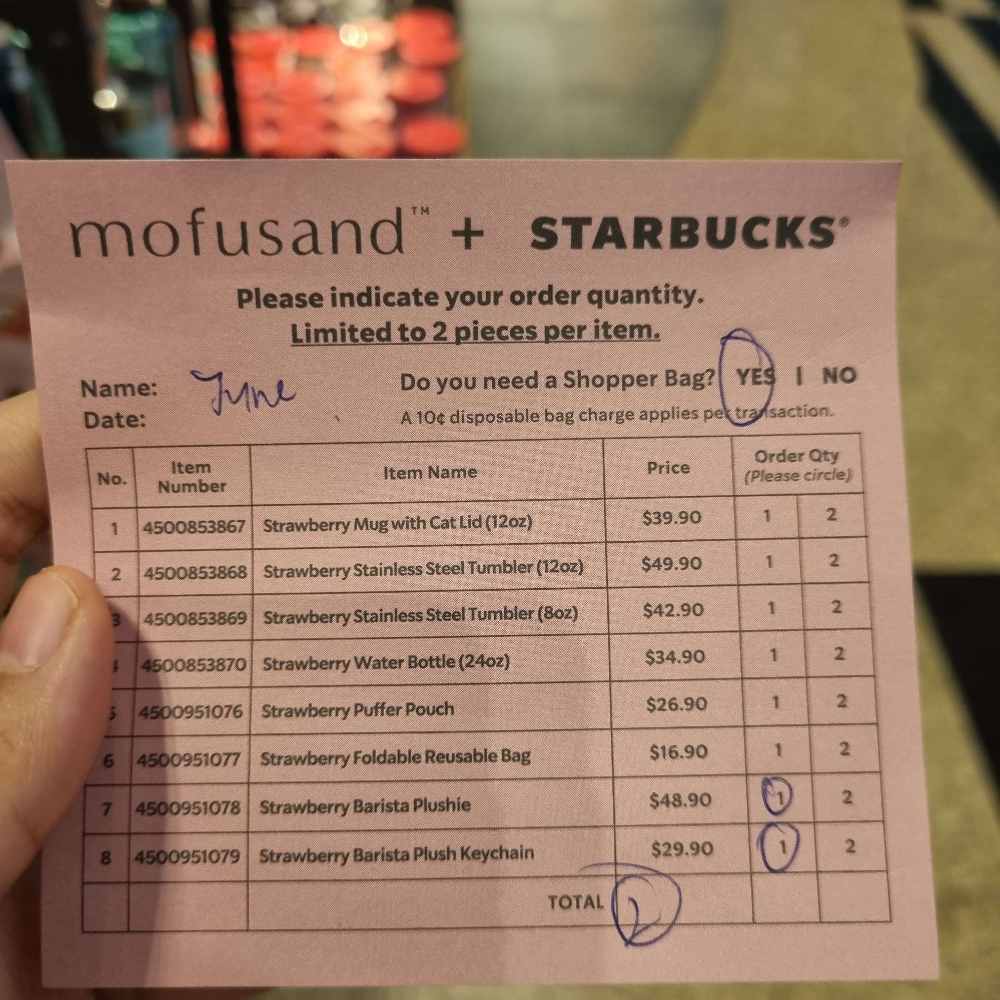 mofusand™ + STARBUCKS®
Please indicate your order quantity.
Limited to 2 pieces per item.
Name: Jyne Do you need a Shopper Bag? YES | NO
Date: A 10¢ disposable bag charge applies per transaction.
No. Item Number Item Name Price Order Qty (Please circle)
1 4500853867 Strawberry Mug with Cat Lid (12oz) $39.90 1 2
2 4500853868 Strawberry Stainless Steel Tumbler (12oz) $49.90 1 2
3 4500853869 Strawberry Stainless Steel Tumbler (8oz) $42.90 1 2
4 4500853870 Strawberry Water Bottle (24oz) $34.90 1 2
5 4500951076 Strawberry Puffer Pouch $26.90 1 2
6 4500951077 Strawberry Foldable Reusable Bag $16.90 1 2
7 4500951078 Strawberry Barista Plushie $48.90 1 2
8 4500951079 Strawberry Barista Plush Keychain $29.90 1 2
TOTAL 2